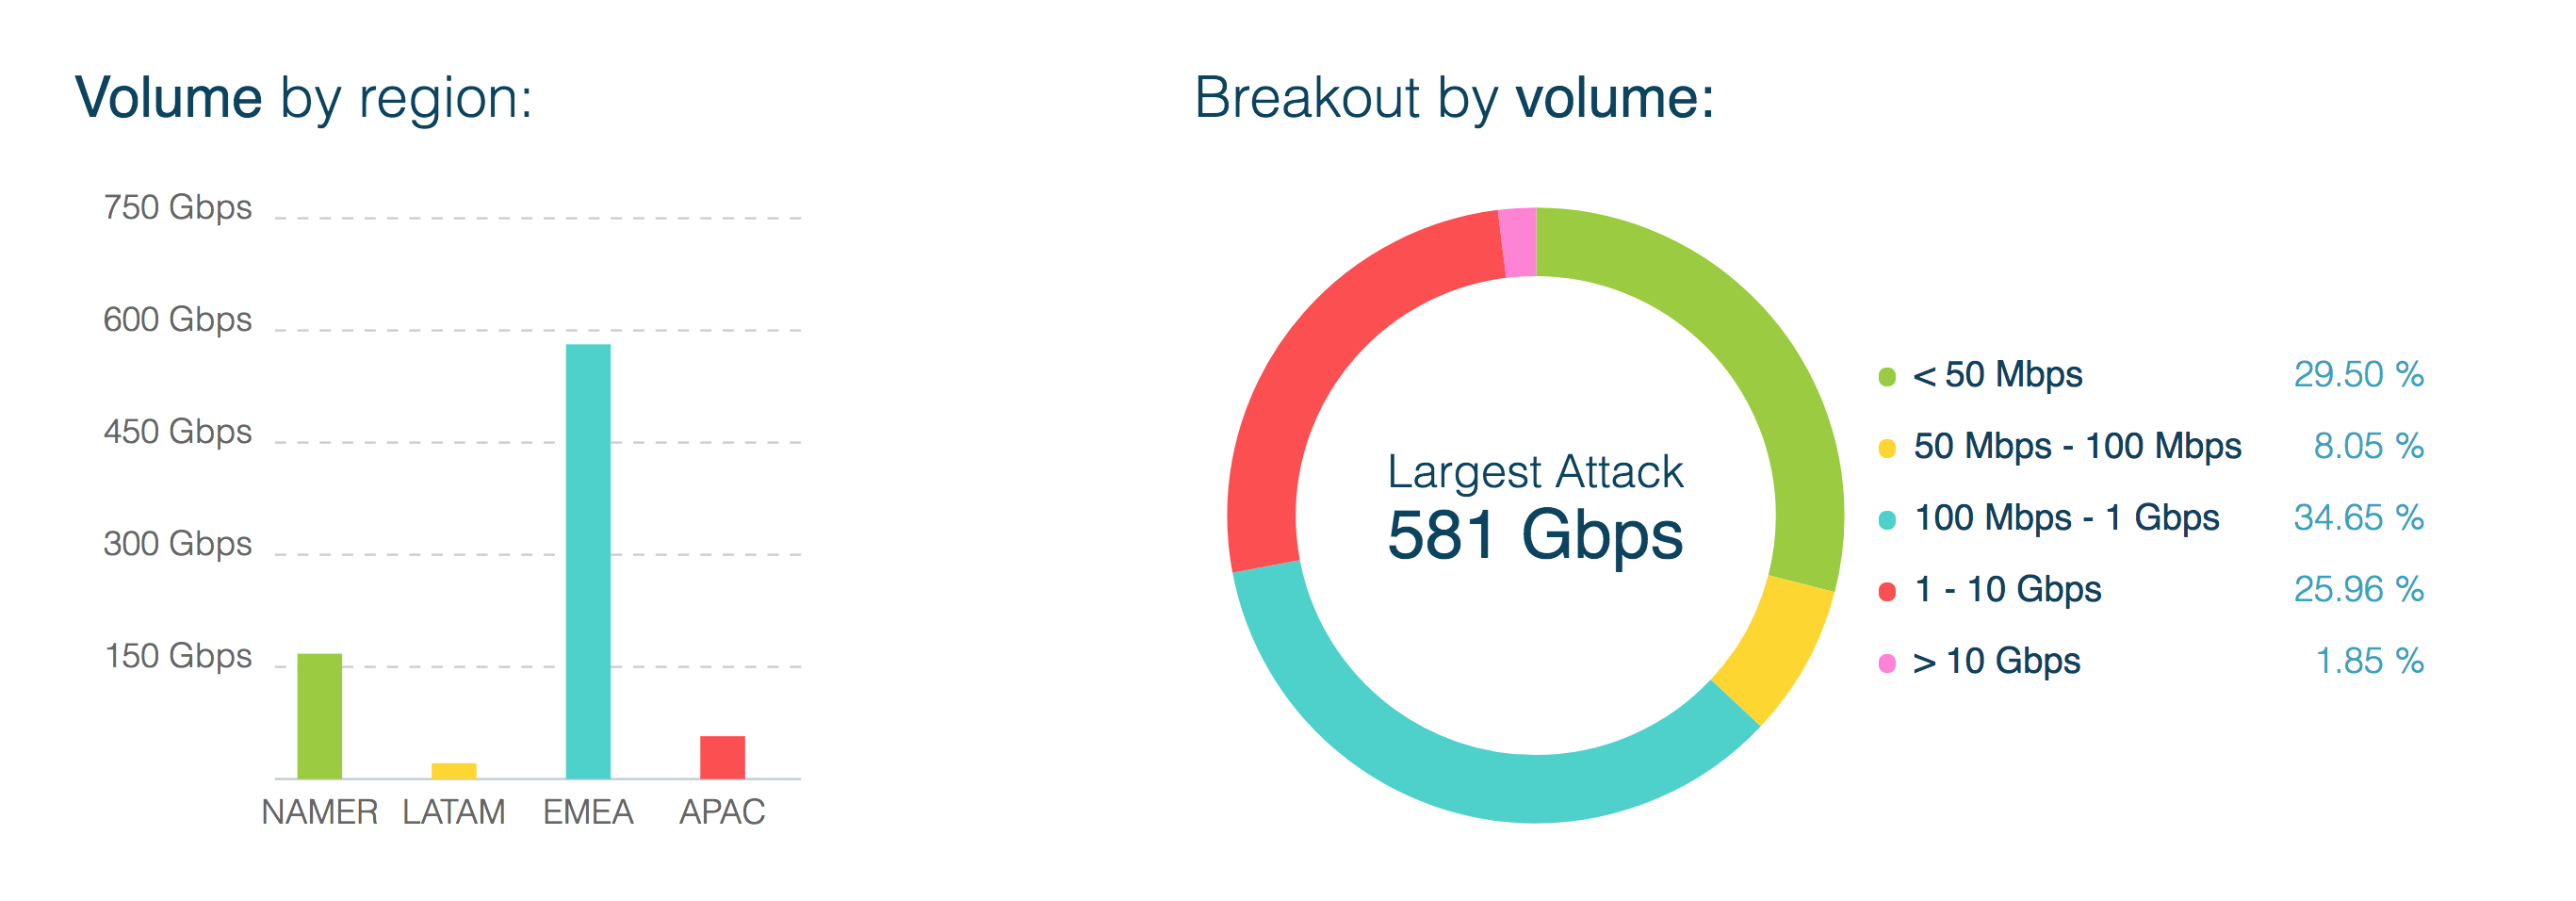 Volume by region:
750 Gbps
600 Gbps
450 Gbps
300 Gbps
150 Gbps
NAMER LATAM EMEA APAC
Breakout by volume:
Largest Attack
581 Gbps
< 50 Mbps 29.50 %
50 Mbps - 100 Mbps 8.05 %
100 Mbps - 1 Gbps 34.65 %
1 - 10 Gbps 25.96 %
> 10 Gbps 1.85 %